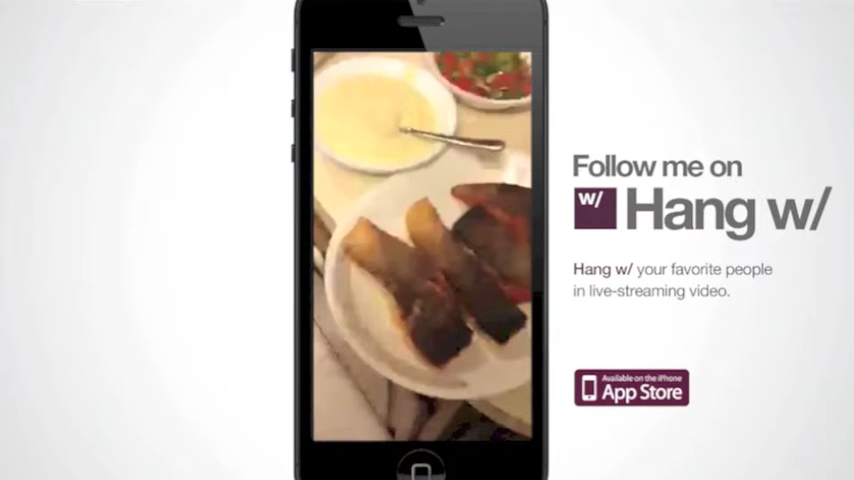 Follow me on
w/ Hang w/
Hang w/ your favorite people
in live-streaming video.
Available on the iPhone
App Store